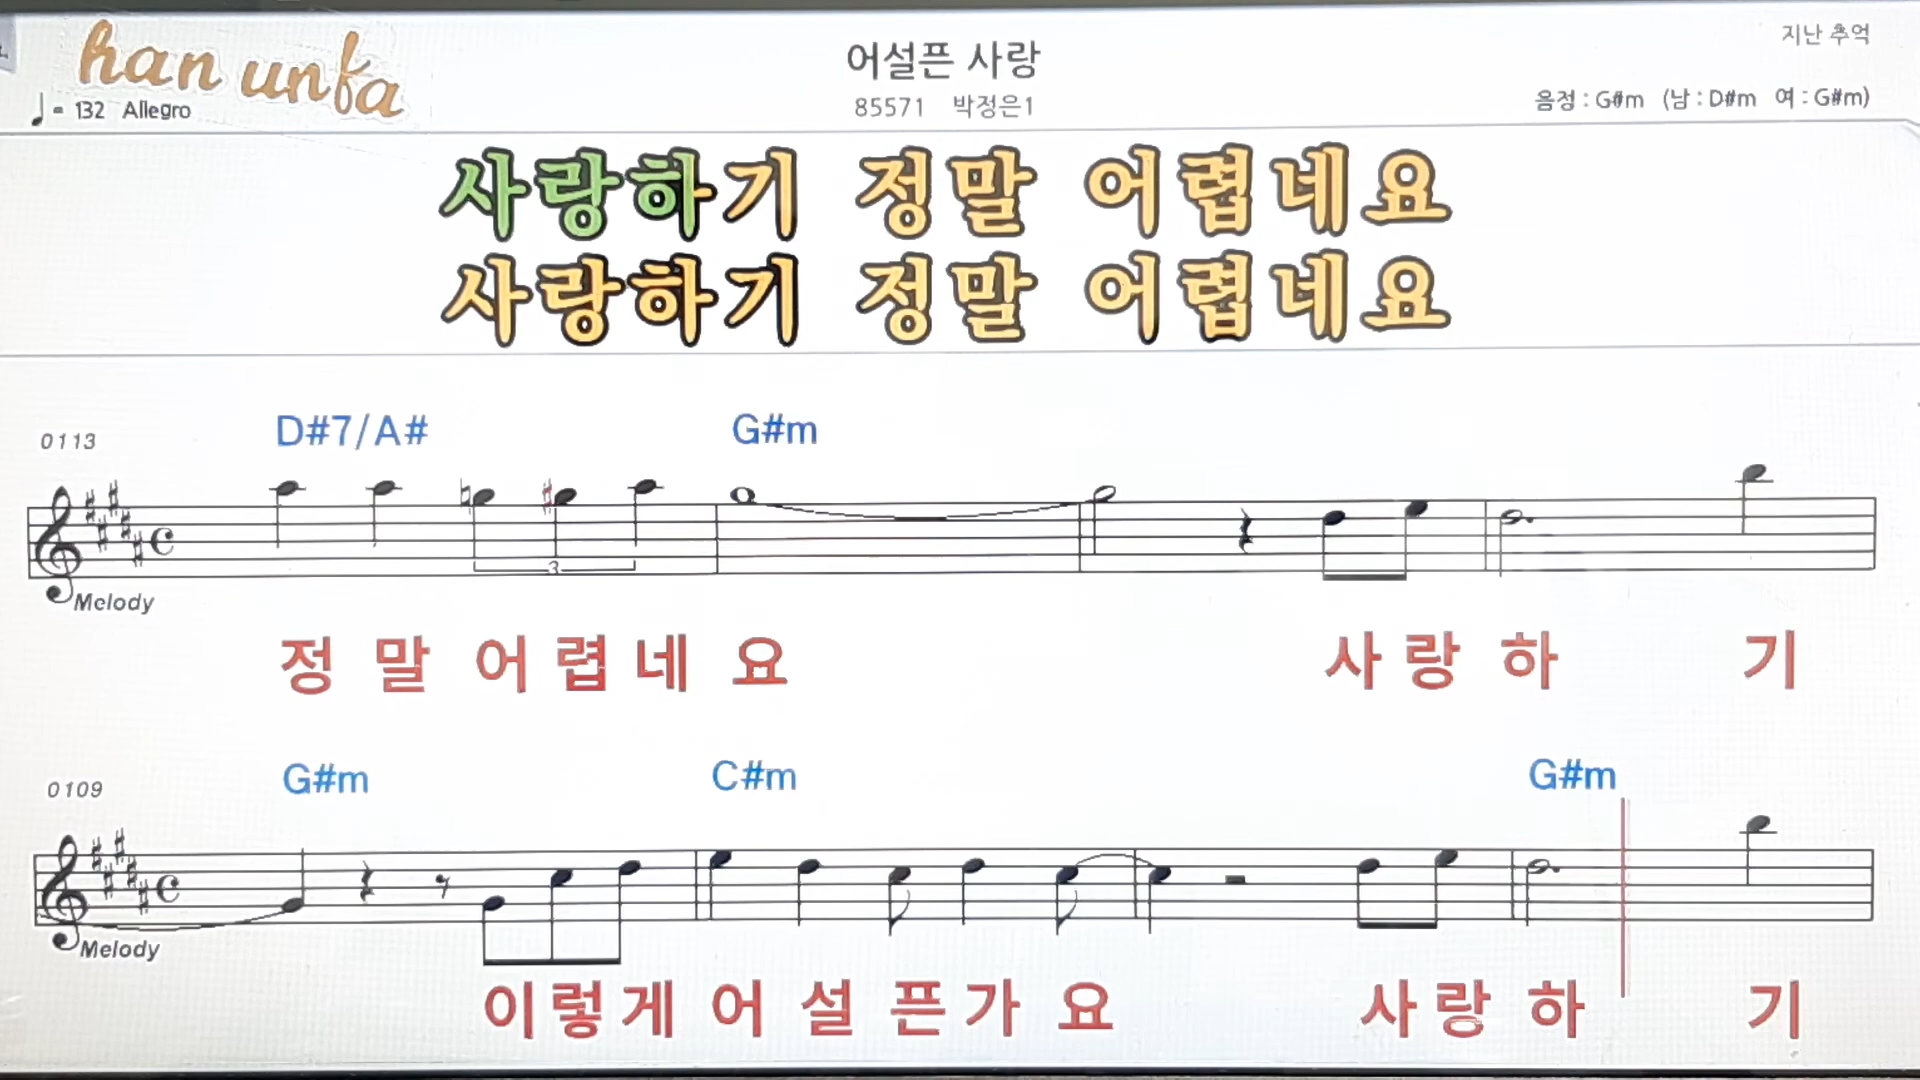 han unfa
지난 추억
어설픈 사랑
♩= 132 Allegro
85571 박정은1
음정 : G#m (남 : D#m 여 : G#m)
사랑하기 정말 어렵네요
사랑하기 정말 어렵네요
0113
D#7/A# G#m
3
Melody
정 말 어 렵 네 요 사 랑 하 기
0109
G#m C#m G#m
Melody
이 렇 게 어 설 픈 가 요 사 랑 하 기